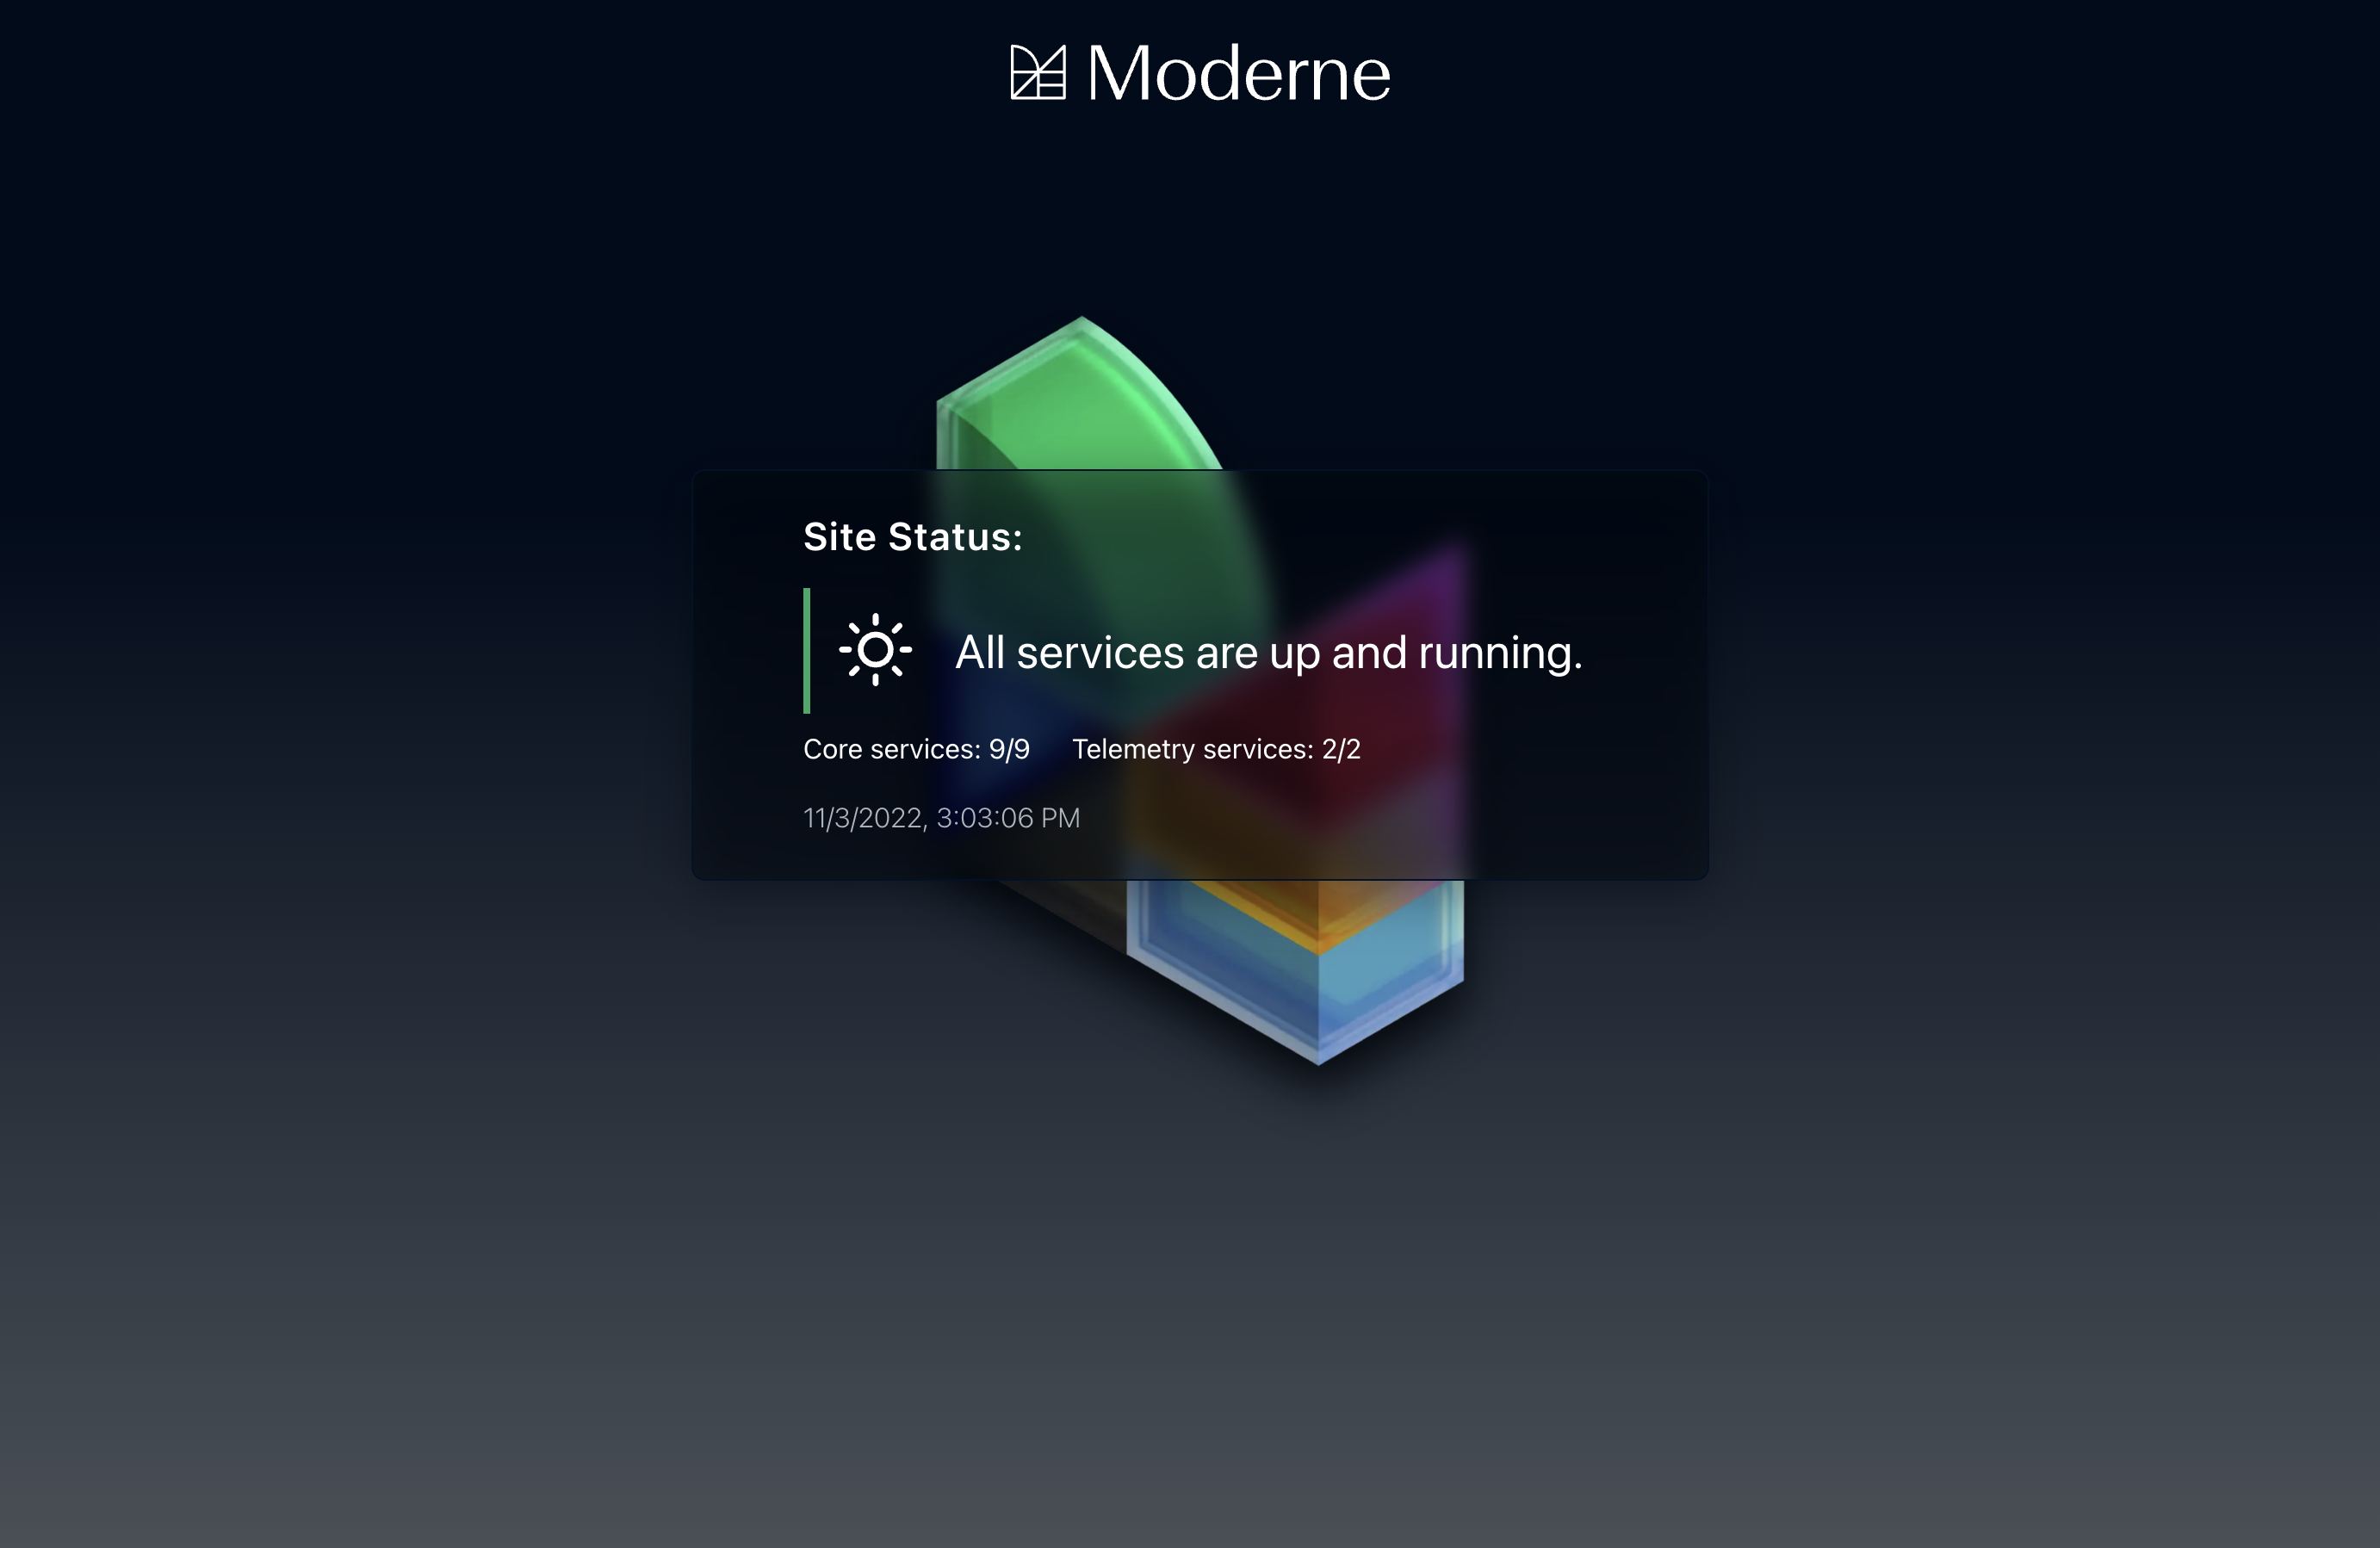 Moderne
Site Status:
All services are up and running.
Core services: 9/9 Telemetry services: 2/2
11/3/2022, 3:03:06 PM